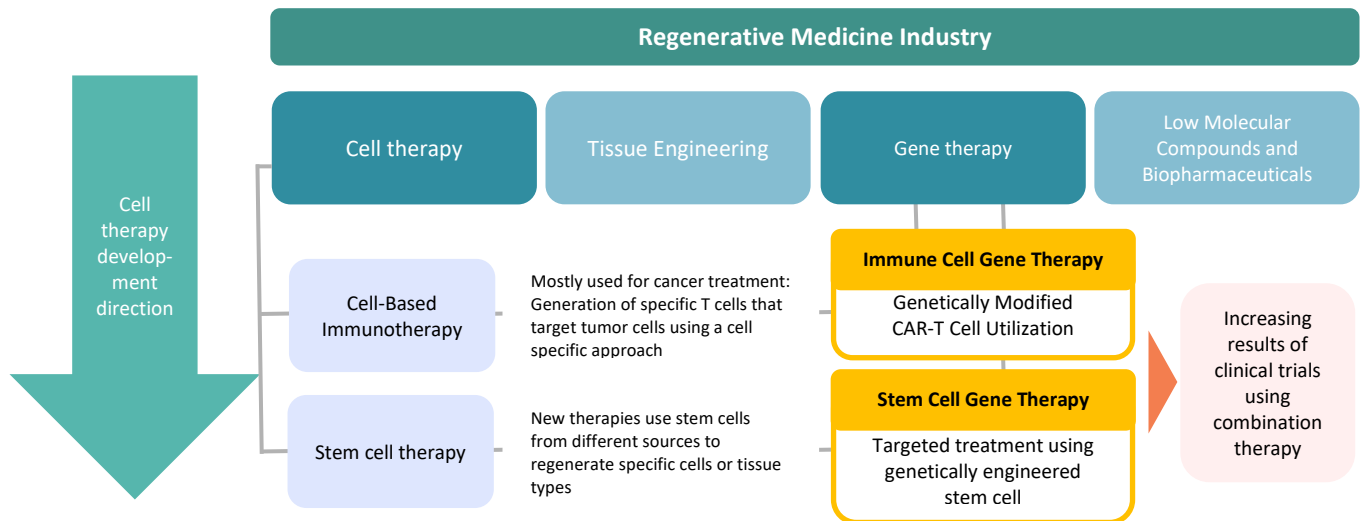 Regenerative Medicine Industry
Cell
therapy
develop-
ment
direction
Cell therapy
Tissue Engineering
Gene therapy
Low Molecular
Compounds and
Biopharmaceuticals
Cell-Based
Immunotherapy
Mostly used for cancer treatment:
Generation of specific T cells that
target tumor cells using a cell
specific approach
Immune Cell Gene Therapy
Genetically Modified
CAR-T Cell Utilization
Stem cell therapy
New therapies use stem cells
from different sources to
regenerate specific cells or tissue
types
Stem Cell Gene Therapy
Targeted treatment using
genetically engineered
stem cell
Increasing
results of
clinical trials
using
combination
therapy